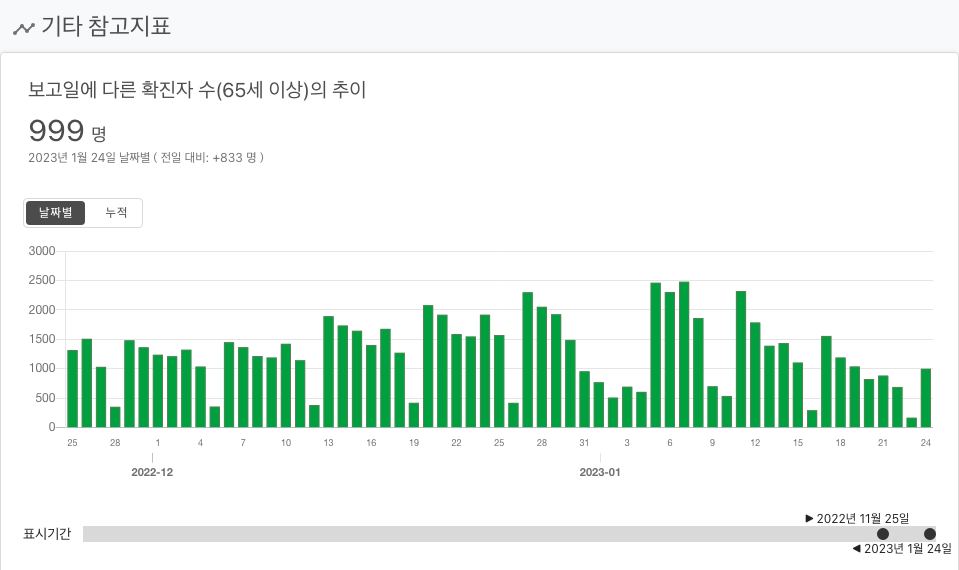 기타 참고지표
보고일에 다른 확진자 수(65세 이상)의 추이
999 명
2023년 1월 24일 날짜별 ( 전일 대비: +833 명 )
날짜별 누적
3000
2500
2000
1500
1000
500
0
25 28 1 4 7 10 13 16 19 22 25 28 31 3 6 9 12 15 18 21 24
2022-12 2023-01
▶ 2022년 11월 25일
표시기간
◀ 2023년 1월 24일